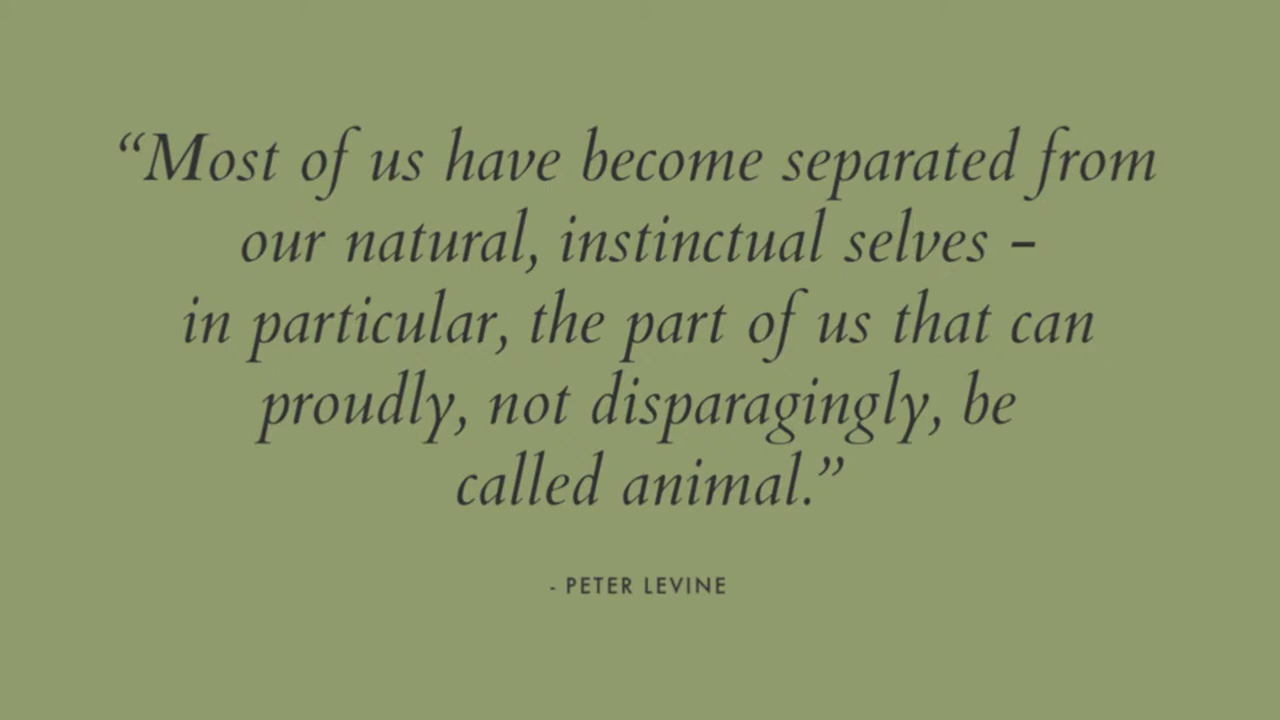 “Most of us have become separated from
our natural, instinctual selves –
in particular, the part of us that can
proudly, not disparagingly, be
called animal.”
- PETER LEVINE